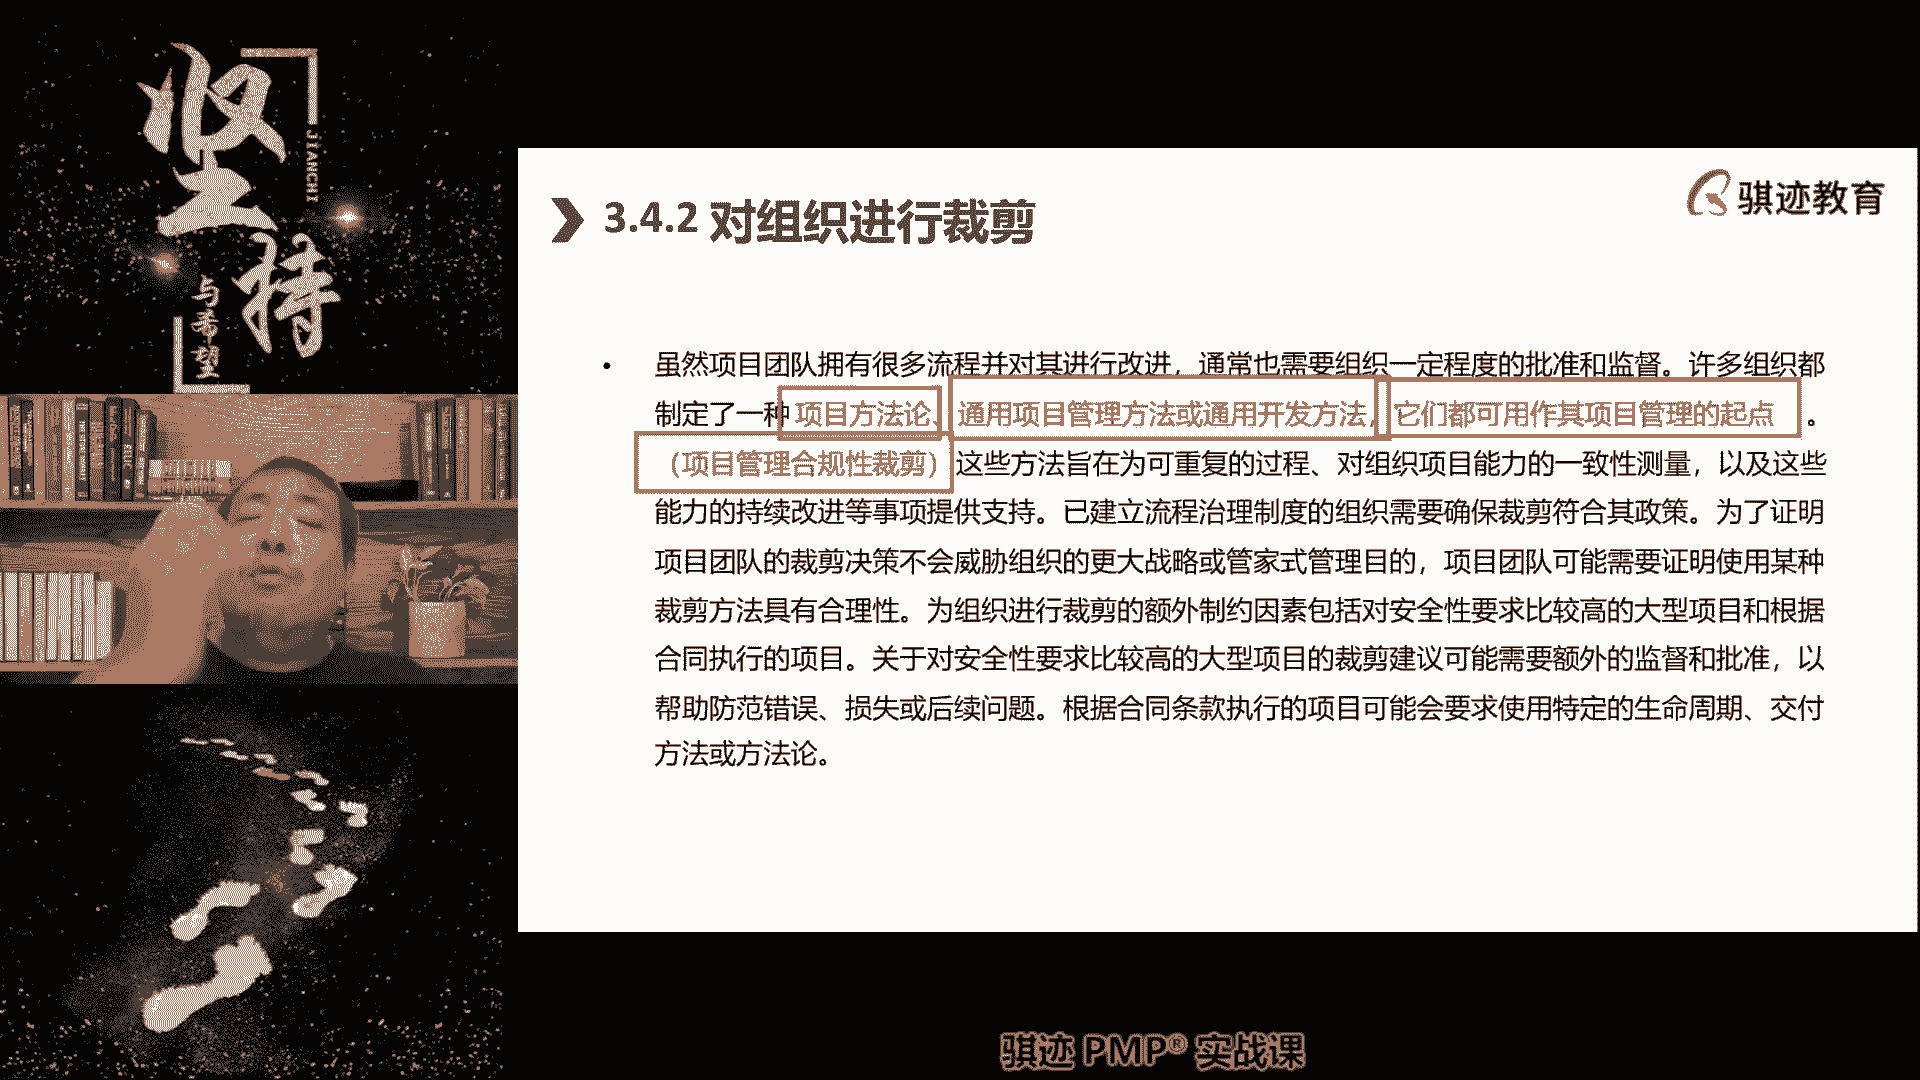 坚持
JIANCHI
与希望
骐迹教育
3.4.2 对组织进行裁剪
• 虽然项目团队拥有很多流程并对其进行改进，通常也需要组织一定程度的批准和监督。许多组织都
制定了一种项目方法论、通用项目管理方法或通用开发方法，它们都可用作其项目管理的起点。
（项目管理合规性裁剪）这些方法旨在为可重复的过程、对组织项目能力的一致性测量，以及这些
能力的持续改进等事项提供支持。已建立流程治理制度的组织需要确保裁剪符合其政策。为了证明
项目团队的裁剪决策不会威胁组织的更大战略或管家式管理目的，项目团队可能需要证明使用某种
裁剪方法具有合理性。为组织进行裁剪的额外制约因素包括对安全性要求比较高的大型项目和根据
合同执行的项目。关于对安全性要求比较高的大型项目的裁剪建议可能需要额外的监督和批准，以
帮助防范错误、损失或后续问题。根据合同条款执行的项目可能会要求使用特定的生命周期、交付
方法或方法论。
骐迹 PMP® 实战课